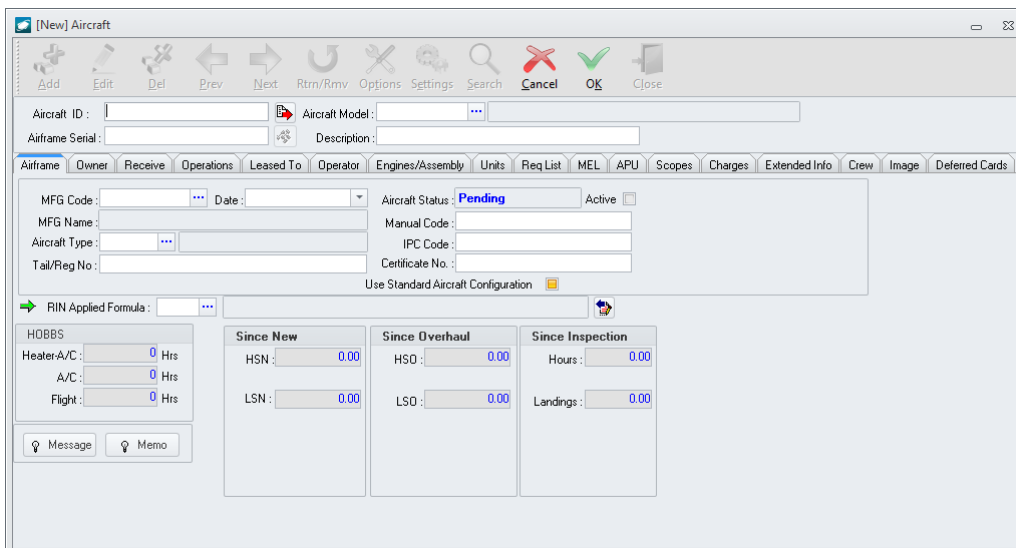 [New] Aircraft
Add Edit Del Prev Next Rtrn/Rmv Options Settings Search Cancel OK Close
Aircraft ID : Aircraft Model :
Airframe Serial : Description :
Airframe Owner Receive Operations Leased To Operator Engines/Assembly Units Req List MEL APU Scopes Charges Extended Info Crew Image Deferred Cards
MFG Code : Date : Aircraft Status : Pending Active
MFG Name : Manual Code :
Aircraft Type : IPC Code :
Tail/Reg No : Certificate No. :
Use Standard Aircraft Configuration
RIN Applied Formula :
HOBBS Since New Since Overhaul Since Inspection
Heater-A/C : 0 Hrs HSN : 0.00 HSO : 0.00 Hours : 0.00
A/C : 0 Hrs
Flight : 0 Hrs LSN : 0.00 LSO : 0.00 Landings : 0.00
Message Memo